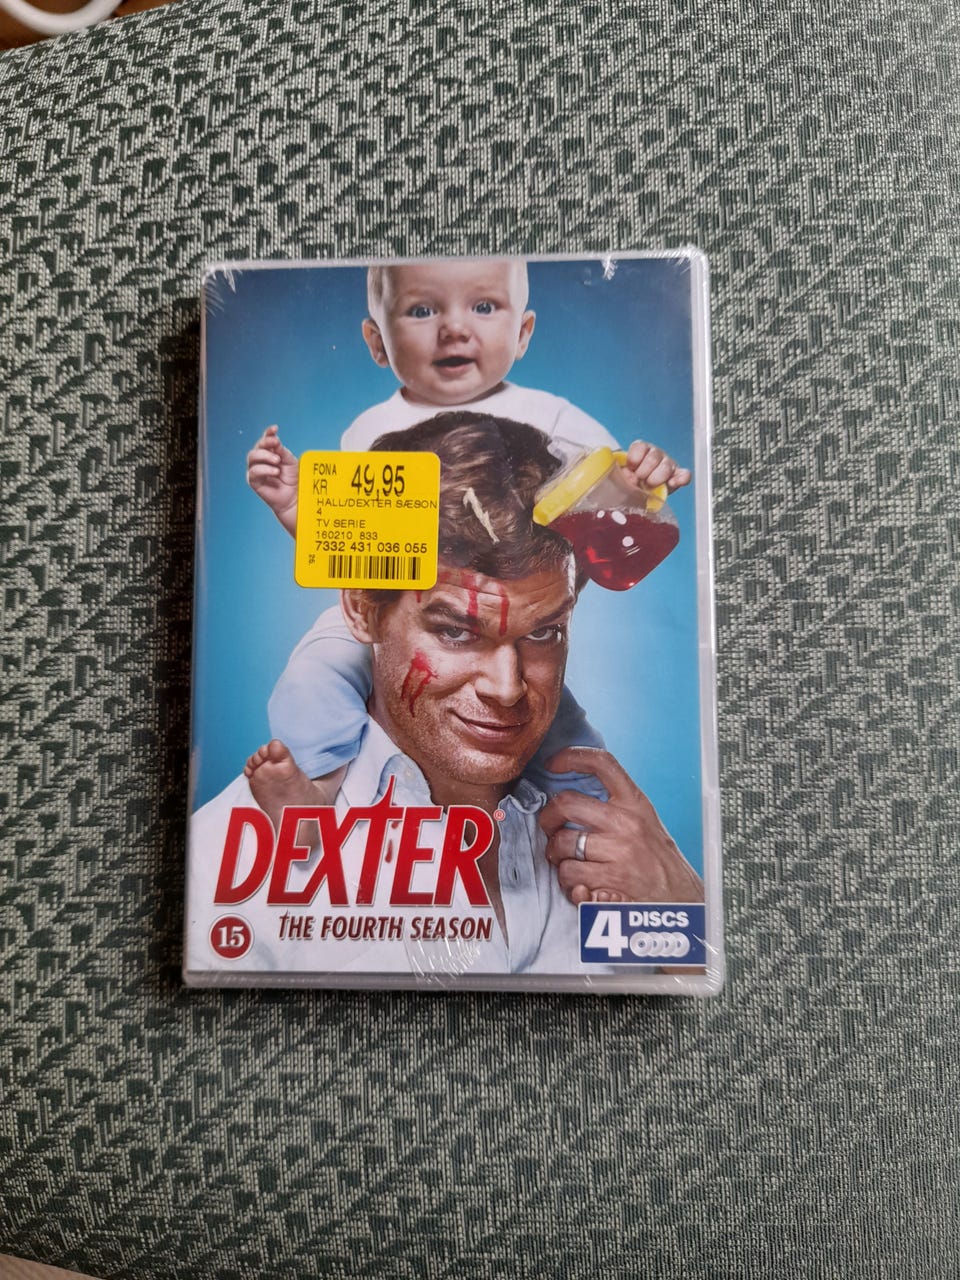 FONA
KR 49,95
HALL/DEXTER SÆSON
4
TV SERIE
160210 833
7332 431 036 055
DEXTER®
THE FOURTH SEASON
15
4 DISCS